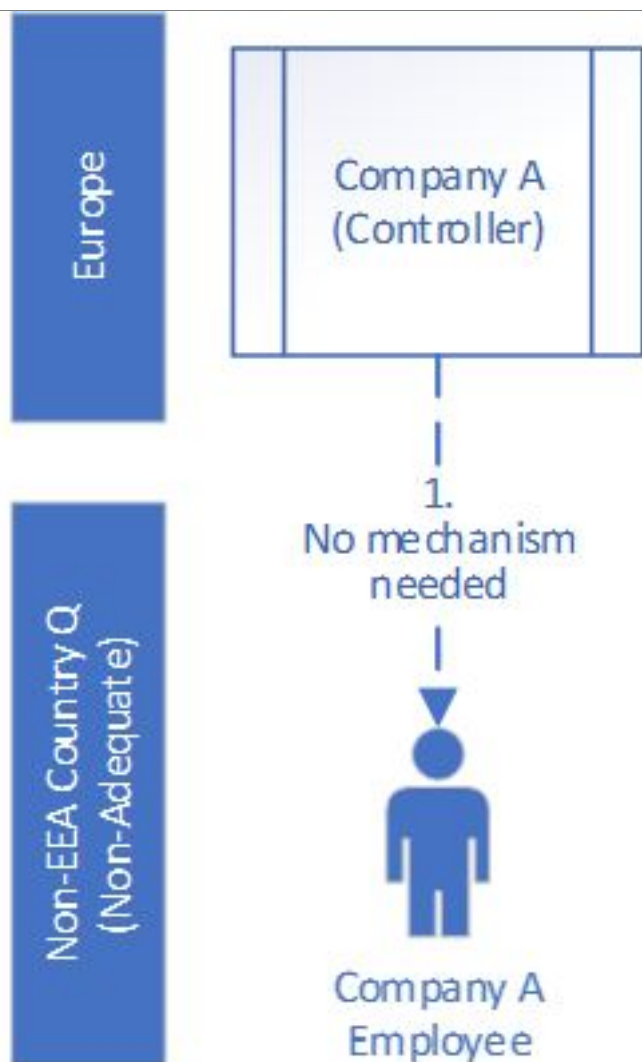 Europe
Company A
(Controller)
1.
No mechanism
needed
Non-EEA Country Q
(Non-Adequate)
Company A
Employee